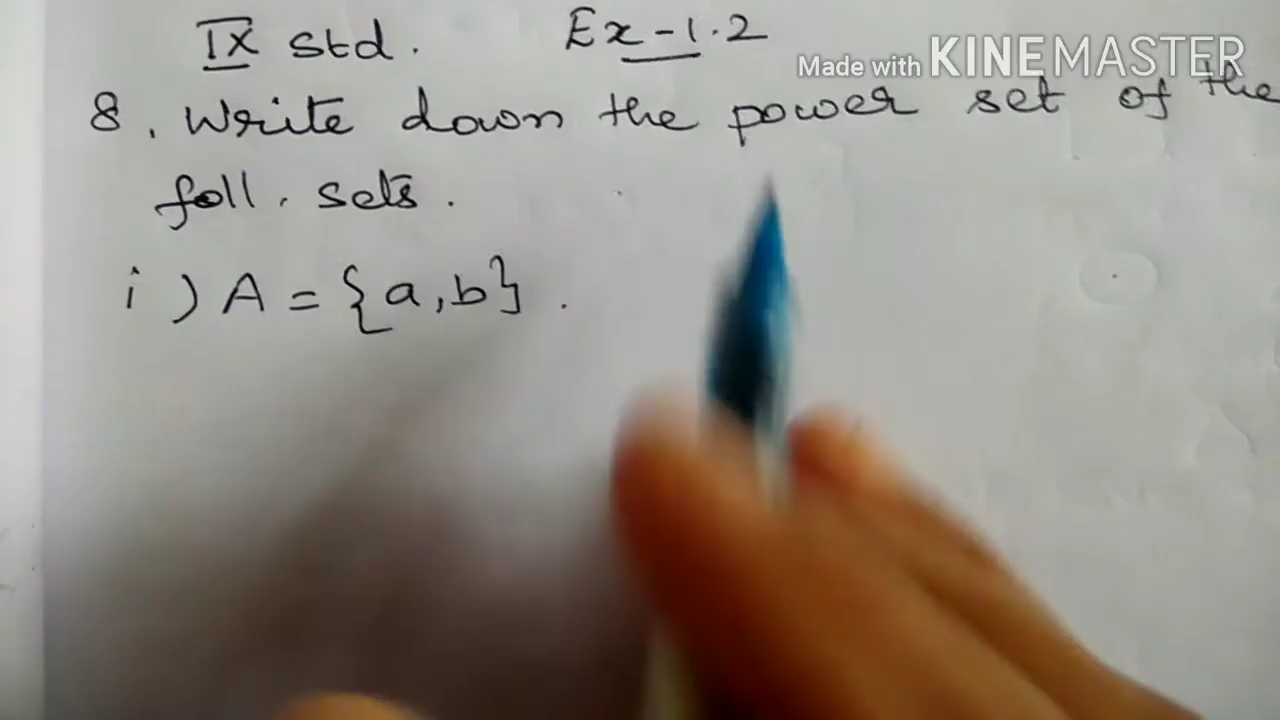 IX std. Ex-1.2
Made with KINEMASTER
8. Write down the power set of the
foll. sets.
i) A = {a, b}.